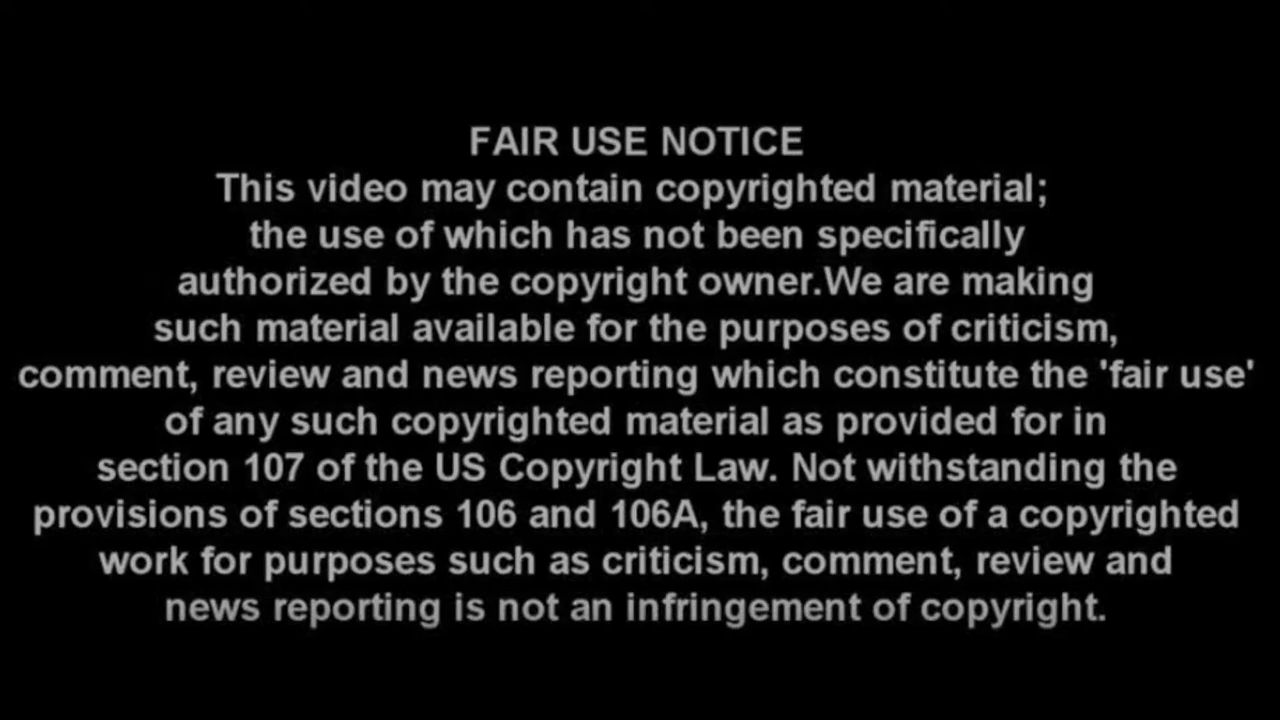 FAIR USE NOTICE
This video may contain copyrighted material;
the use of which has not been specifically
authorized by the copyright owner.We are making
such material available for the purposes of criticism,
comment, review and news reporting which constitute the 'fair use'
of any such copyrighted material as provided for in
section 107 of the US Copyright Law. Not withstanding the
provisions of sections 106 and 106A, the fair use of a copyrighted
work for purposes such as criticism, comment, review and
news reporting is not an infringement of copyright.